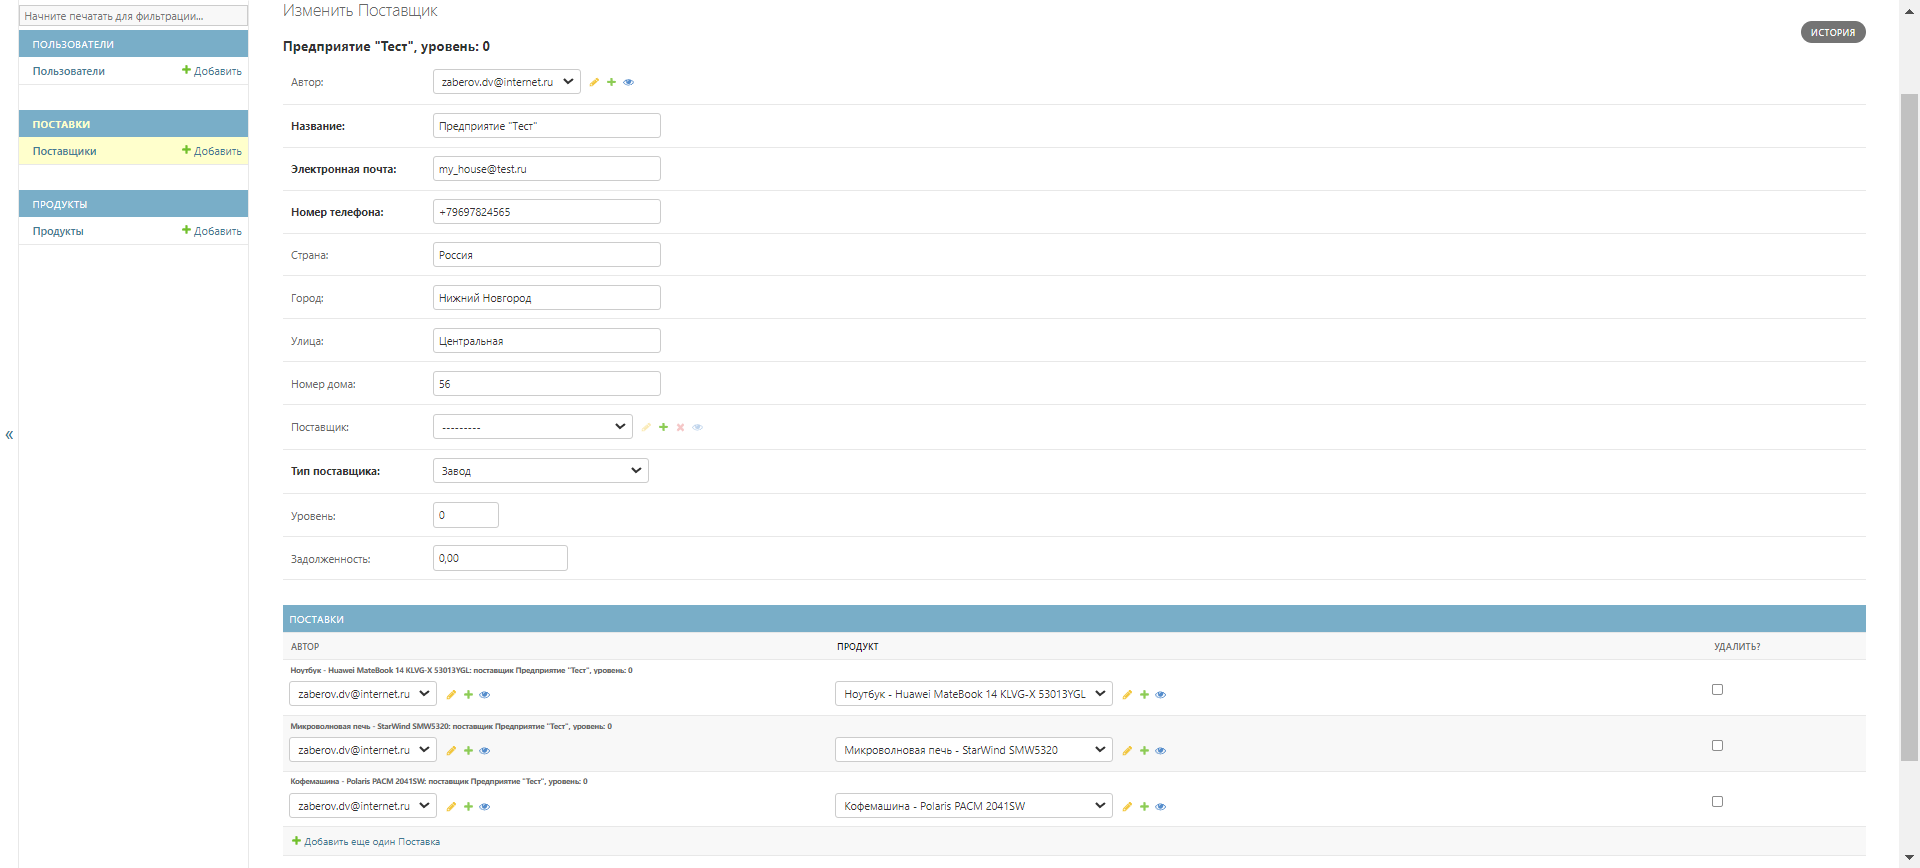 Начните печатать для фильтрации...
ПОЛЬЗОВАТЕЛИ
Пользователи Добавить
ПОСТАВКИ
Поставщики Добавить
ПРОДУКТЫ
Продукты Добавить
«
Изменить Поставщик
ИСТОРИЯ
Предприятие "Тест", уровень: 0
Автор: zaberov.dv@internet.ru
Название: Предприятие "Тест"
Электронная почта: my_house@test.ru
Номер телефона: +79697824565
Страна: Россия
Город: Нижний Новгород
Улица: Центральная
Номер дома: 56
Поставщик: ---------
Тип поставщика: Завод
Уровень: 0
Задолженность: 0,00
ПОСТАВКИ
АВТОР ПРОДУКТ УДАЛИТЬ?
Ноутбук - Huawei MateBook 14 KLVG-X 53013YGL: поставщик Предприятие "Тест", уровень: 0
zaberov.dv@internet.ru Ноутбук - Huawei MateBook 14 KLVG-X 53013YGL
Микроволновая печь - StarWind SMW5320: поставщик Предприятие "Тест", уровень: 0
zaberov.dv@internet.ru Микроволновая печь - StarWind SMW5320
Кофемашина - Polaris PACM 2041SW: поставщик Предприятие "Тест", уровень: 0
zaberov.dv@internet.ru Кофемашина - Polaris PACM 2041SW
Добавить еще один Поставка